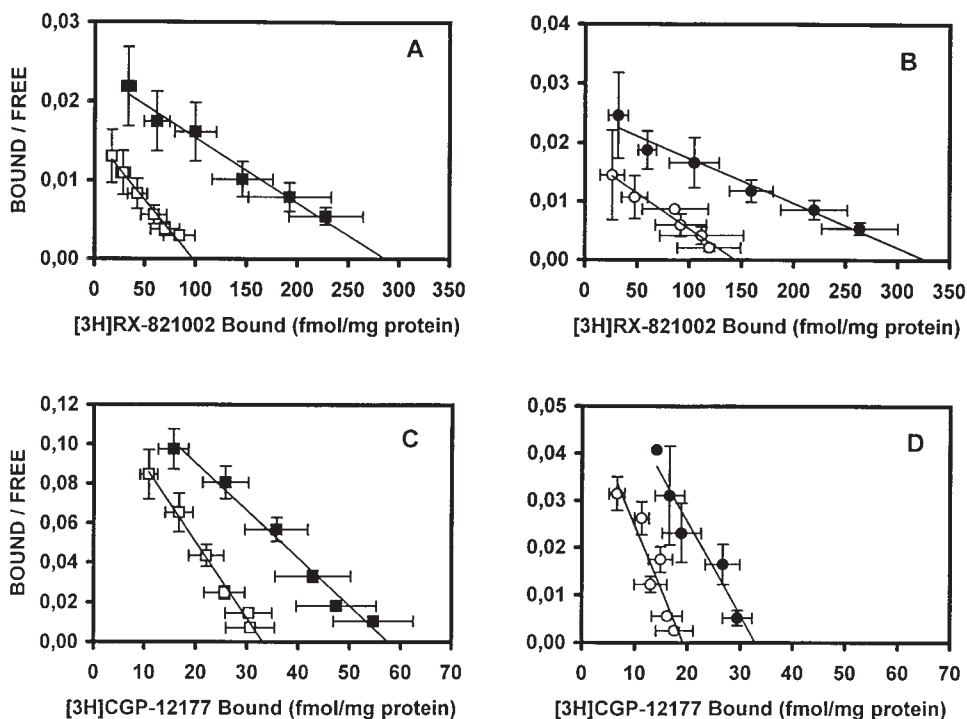 0,03
A
0,02
0,01
0,00
BOUND / FREE
0 50 100 150 200 250 300 350
[3H]RX-821002 Bound (fmol/mg protein)
0,04
B
0,03
0,02
0,01
0,00
0 50 100 150 200 250 300 350
[3H]RX-821002 Bound (fmol/mg protein)
0,12
C
0,10
0,08
0,06
0,04
0,02
0,00
BOUND / FREE
0 10 20 30 40 50 60 70
[3H]CGP-12177 Bound (fmol/mg protein)
0,05
D
0,04
0,03
0,02
0,01
0,00
0 10 20 30 40 50 60 70
[3H]CGP-12177 Bound (fmol/mg protein)